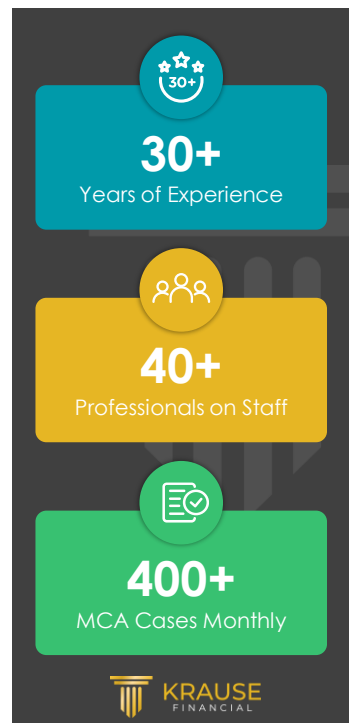 30+
30+
Years of Experience
40+
Professionals on Staff
400+
MCA Cases Monthly
KRAUSE
FINANCIAL